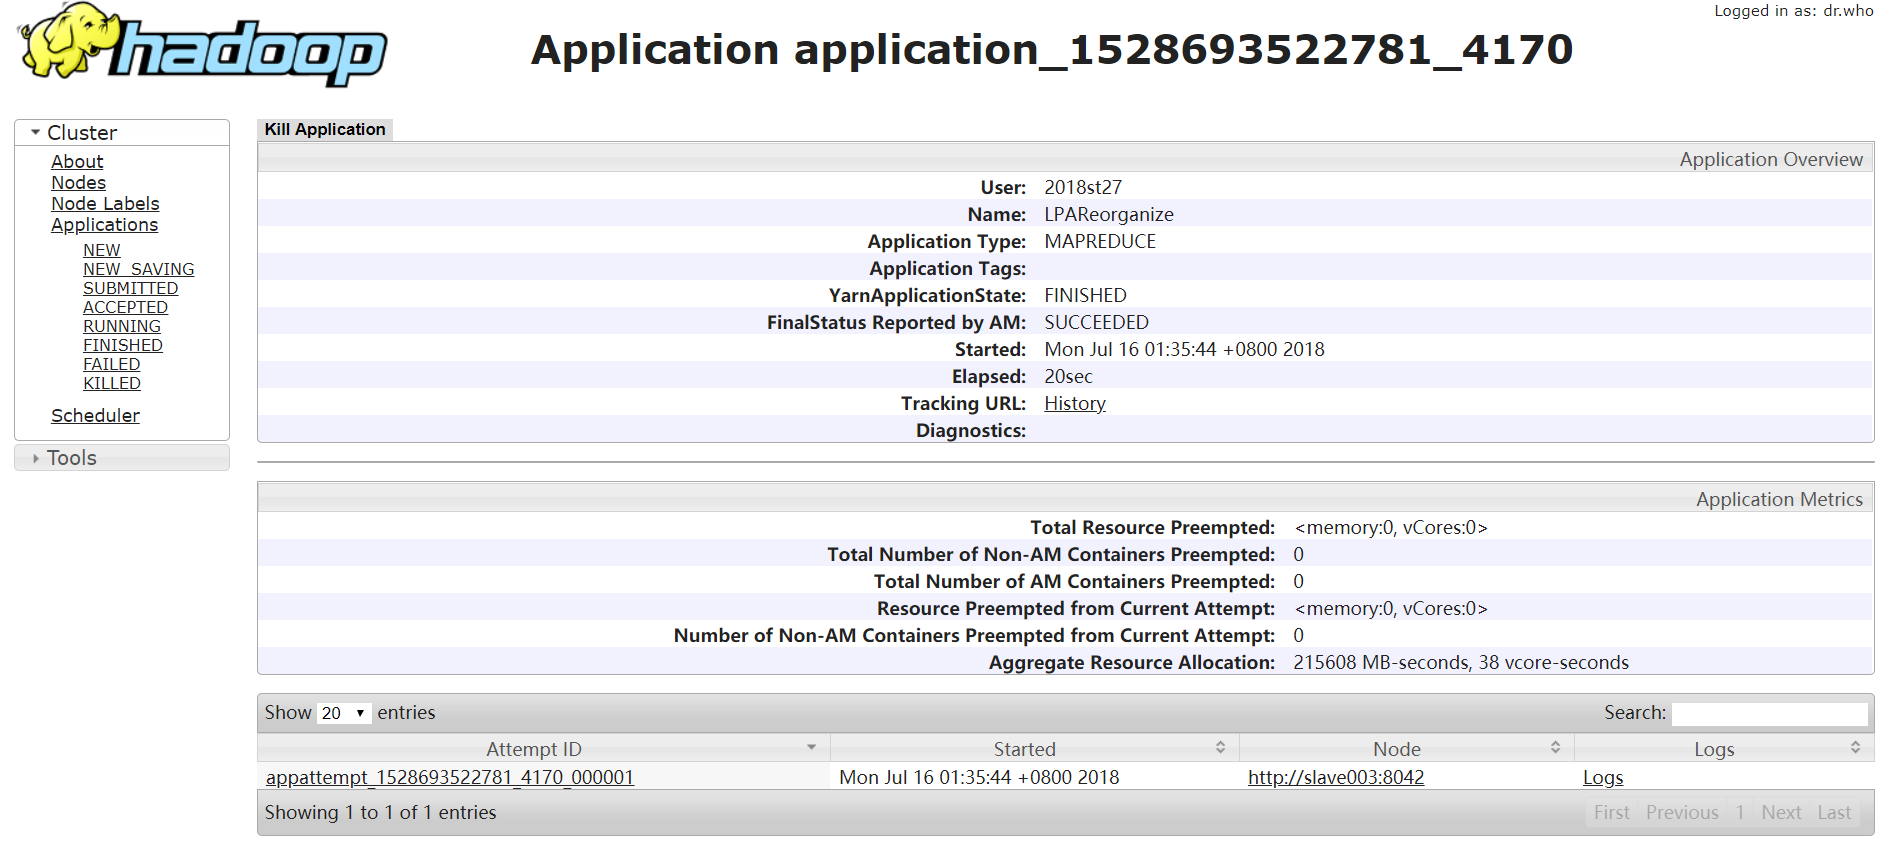 Logged in as: dr.who
hadoop
Application application_1528693522781_4170
Cluster
About
Nodes
Node Labels
Applications
NEW
NEW_SAVING
SUBMITTED
ACCEPTED
RUNNING
FINISHED
FAILED
KILLED
Scheduler
Tools
Kill Application
Application Overview
User: 2018st27
Name: LPAReorganize
Application Type: MAPREDUCE
Application Tags:
YarnApplicationState: FINISHED
FinalStatus Reported by AM: SUCCEEDED
Started: Mon Jul 16 01:35:44 +0800 2018
Elapsed: 20sec
Tracking URL: History
Diagnostics:
Application Metrics
Total Resource Preempted: <memory:0, vCores:0>
Total Number of Non-AM Containers Preempted: 0
Total Number of AM Containers Preempted: 0
Resource Preempted from Current Attempt: <memory:0, vCores:0>
Number of Non-AM Containers Preempted from Current Attempt: 0
Aggregate Resource Allocation: 215608 MB-seconds, 38 vcore-seconds
Show 20 entries Search:
Attempt ID Started Node Logs
appattempt_1528693522781_4170_000001 Mon Jul 16 01:35:44 +0800 2018 http://slave003:8042 Logs
Showing 1 to 1 of 1 entries First Previous 1 Next Last